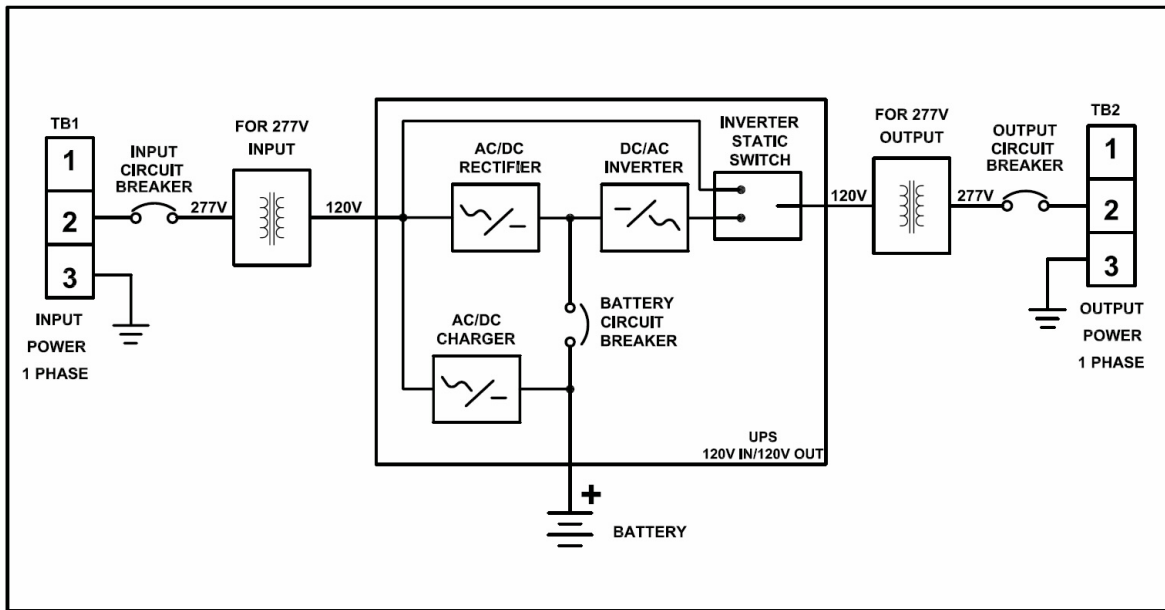 TB1
1
2
3
INPUT
POWER
1 PHASE
INPUT
CIRCUIT
BREAKER
277V
FOR 277V
INPUT
120V
AC/DC
RECTIFIER
DC/AC
INVERTER
INVERTER
STATIC
SWITCH
AC/DC
CHARGER
BATTERY
CIRCUIT
BREAKER
UPS
120V IN/120V OUT
+
BATTERY
120V
FOR 277V
OUTPUT
277V
OUTPUT
CIRCUIT
BREAKER
TB2
1
2
3
OUTPUT
POWER
1 PHASE